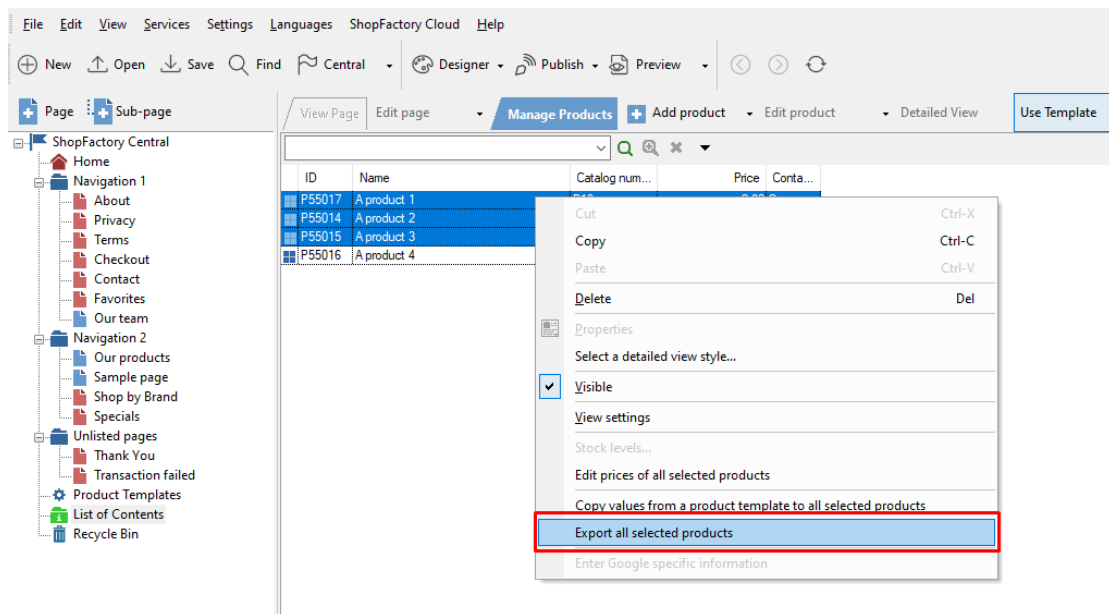 File Edit View Services Settings Languages ShopFactory Cloud Help
New Open Save Find Central Designer Publish Preview
Page Sub-page View Page Edit page Manage Products Add product Edit product Detailed View Use Template
ShopFactory Central
Home
Navigation 1
About
Privacy
Terms
Checkout
Contact
Favorites
Our team
Navigation 2
Our products
Sample page
Shop by Brand
Specials
Unlisted pages
Thank You
Transaction failed
Product Templates
List of Contents
Recycle Bin
ID Name Catalog num... Price Conta...
P55017 A product 1
P55014 A product 2
P55015 A product 3
P55016 A product 4
Cut Ctrl-X
Copy Ctrl-C
Paste Ctrl-V
Delete Del
Properties
Select a detailed view style...
Visible
View settings
Stock levels...
Edit prices of all selected products
Copy values from a product template to all selected products
Export all selected products
Enter Google specific information